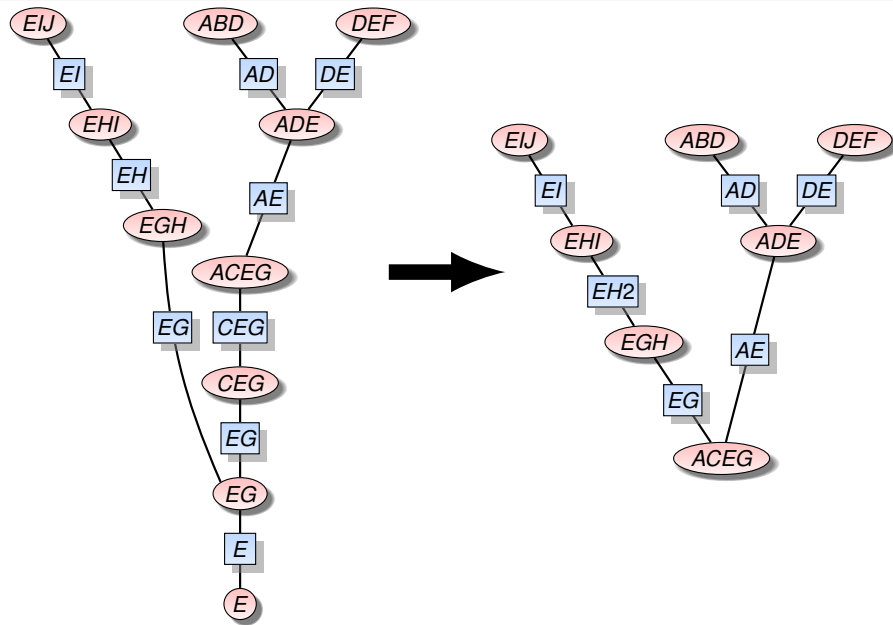 EIJ
ABD
DEF
EI
AD
DE
EHI
ADE
EH
AE
EGH
ACEG
EG
CEG
CEG
EG
EG
E
E
EIJ
ABD
DEF
EI
AD
DE
EHI
ADE
EH2
EGH
AE
EG
ACEG